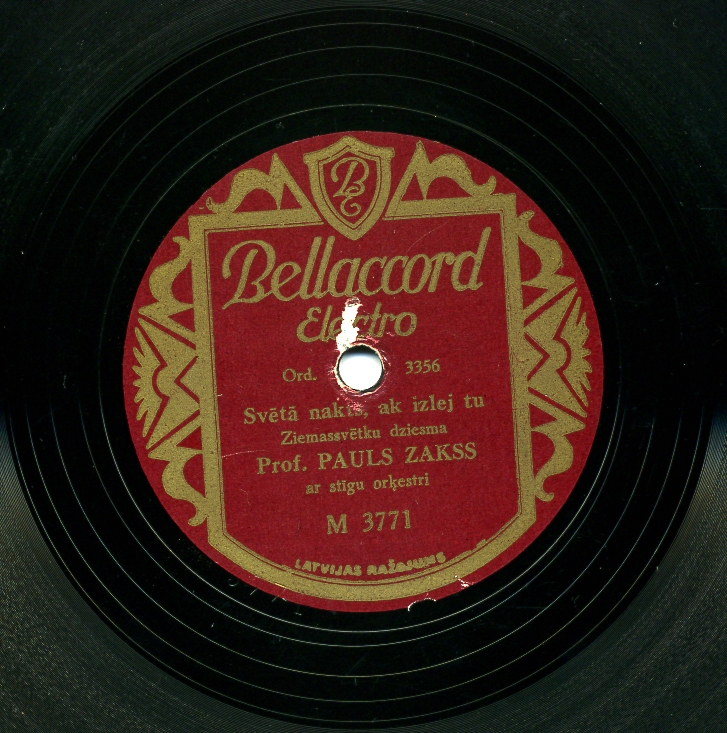 BE
Bellaccord
Electro
Ord. 3356
Svētā nakts, ak izlej tu
Ziemassvētku dziesma
Prof. PAULS ZAKSS
ar stīgu orķestri
M 3771
LATVIJAS RAŽOJUMS